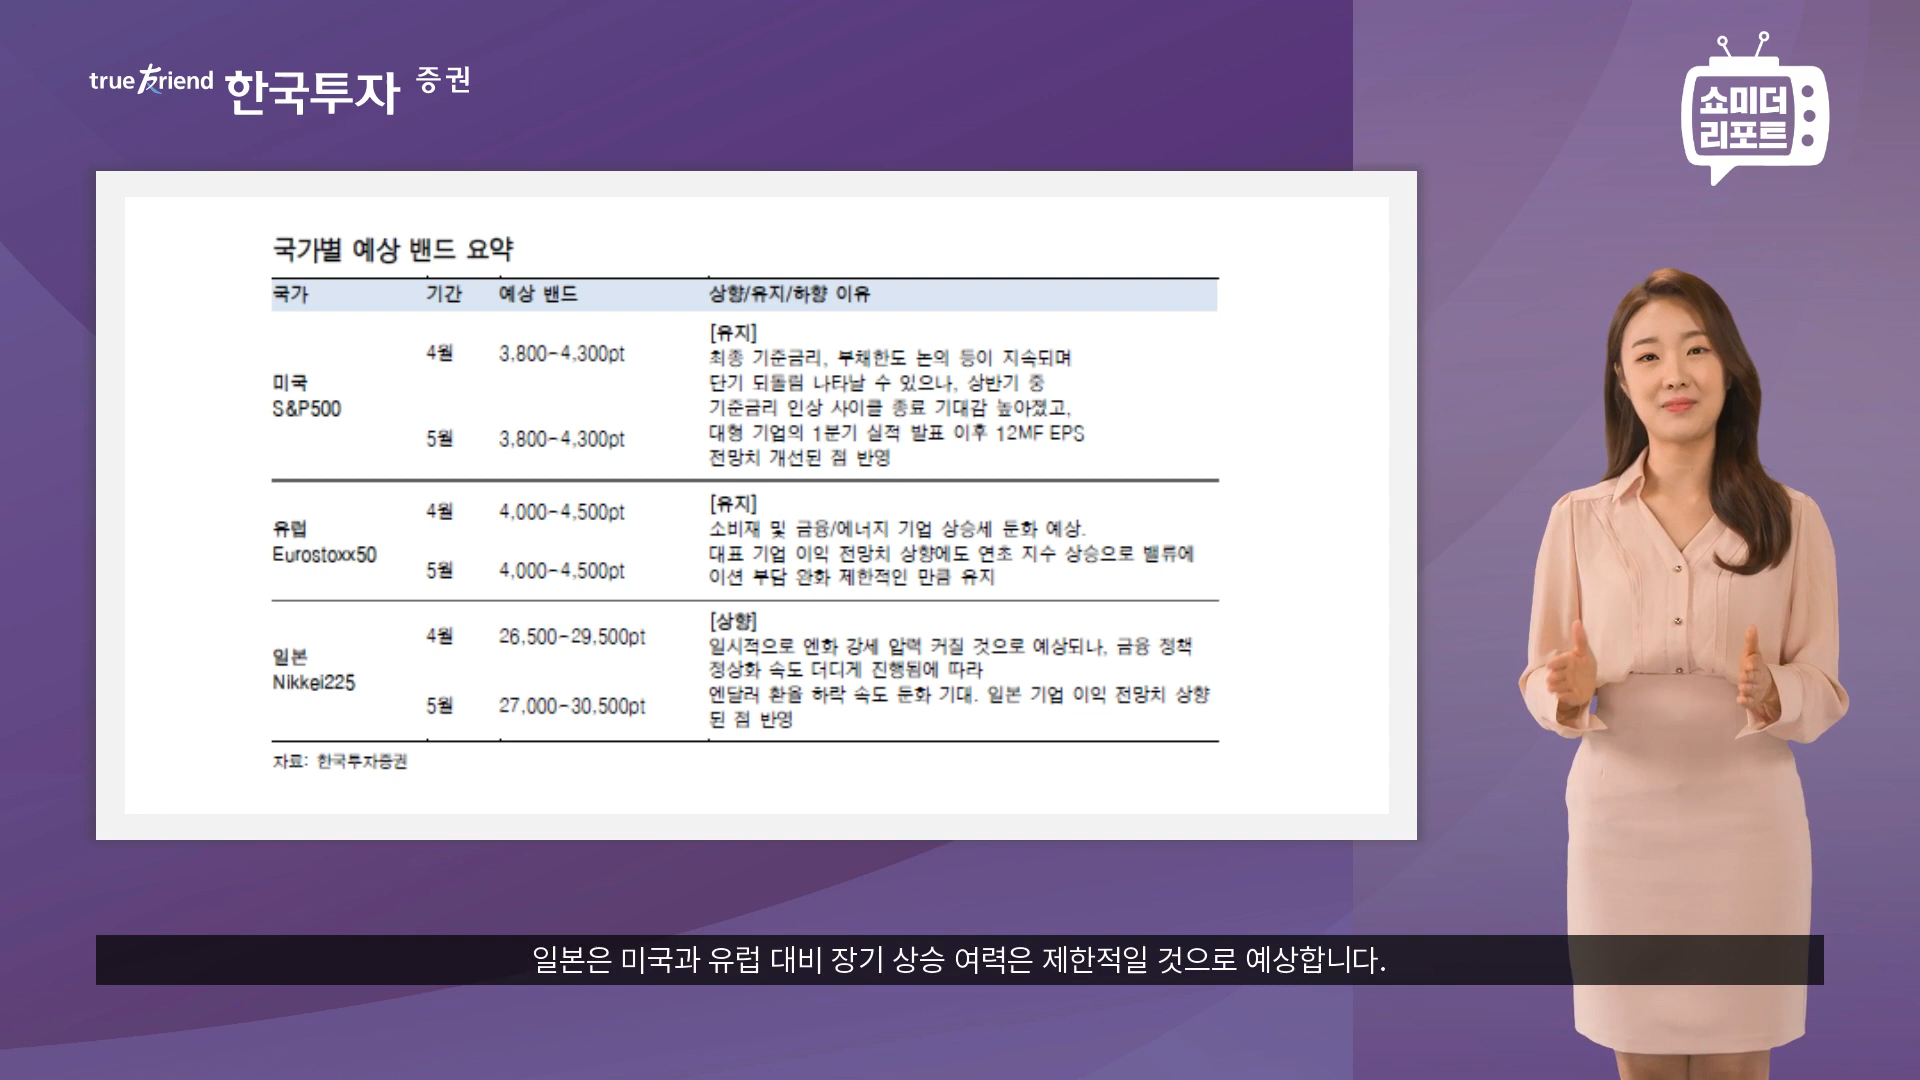 true友riend 한국투자 증권
쇼미더
리포트
국가별 예상 밴드 요약
국가 기간 예상 밴드 상향/유지/하향 이유
미국
S&P500
4월 3,800-4,300pt
5월 3,800-4,300pt
[유지]
최종 기준금리, 부채한도 논의 등이 지속되며
단기 되돌림 나타날 수 있으나, 상반기 중
기준금리 인상 사이클 종료 기대감 높아졌고,
대형 기업의 1분기 실적 발표 이후 12MF EPS
전망치 개선된 점 반영
유럽
Eurostoxx50
4월 4,000-4,500pt
5월 4,000-4,500pt
[유지]
소비재 및 금융/에너지 기업 상승세 둔화 예상.
대표 기업 이익 전망치 상향에도 연초 지수 상승으로 밸류에
이션 부담 완화 제한적인 만큼 유지
일본
Nikkei225
4월 26,500-29,500pt
5월 27,000-30,500pt
[상향]
일시적으로 엔화 강세 압력 커질 것으로 예상되나, 금융 정책
정상화 속도 더디게 진행됨에 따라
엔달러 환율 하락 속도 둔화 기대. 일본 기업 이익 전망치 상향
된 점 반영
자료: 한국투자증권
일본은 미국과 유럽 대비 장기 상승 여력은 제한적일 것으로 예상합니다.